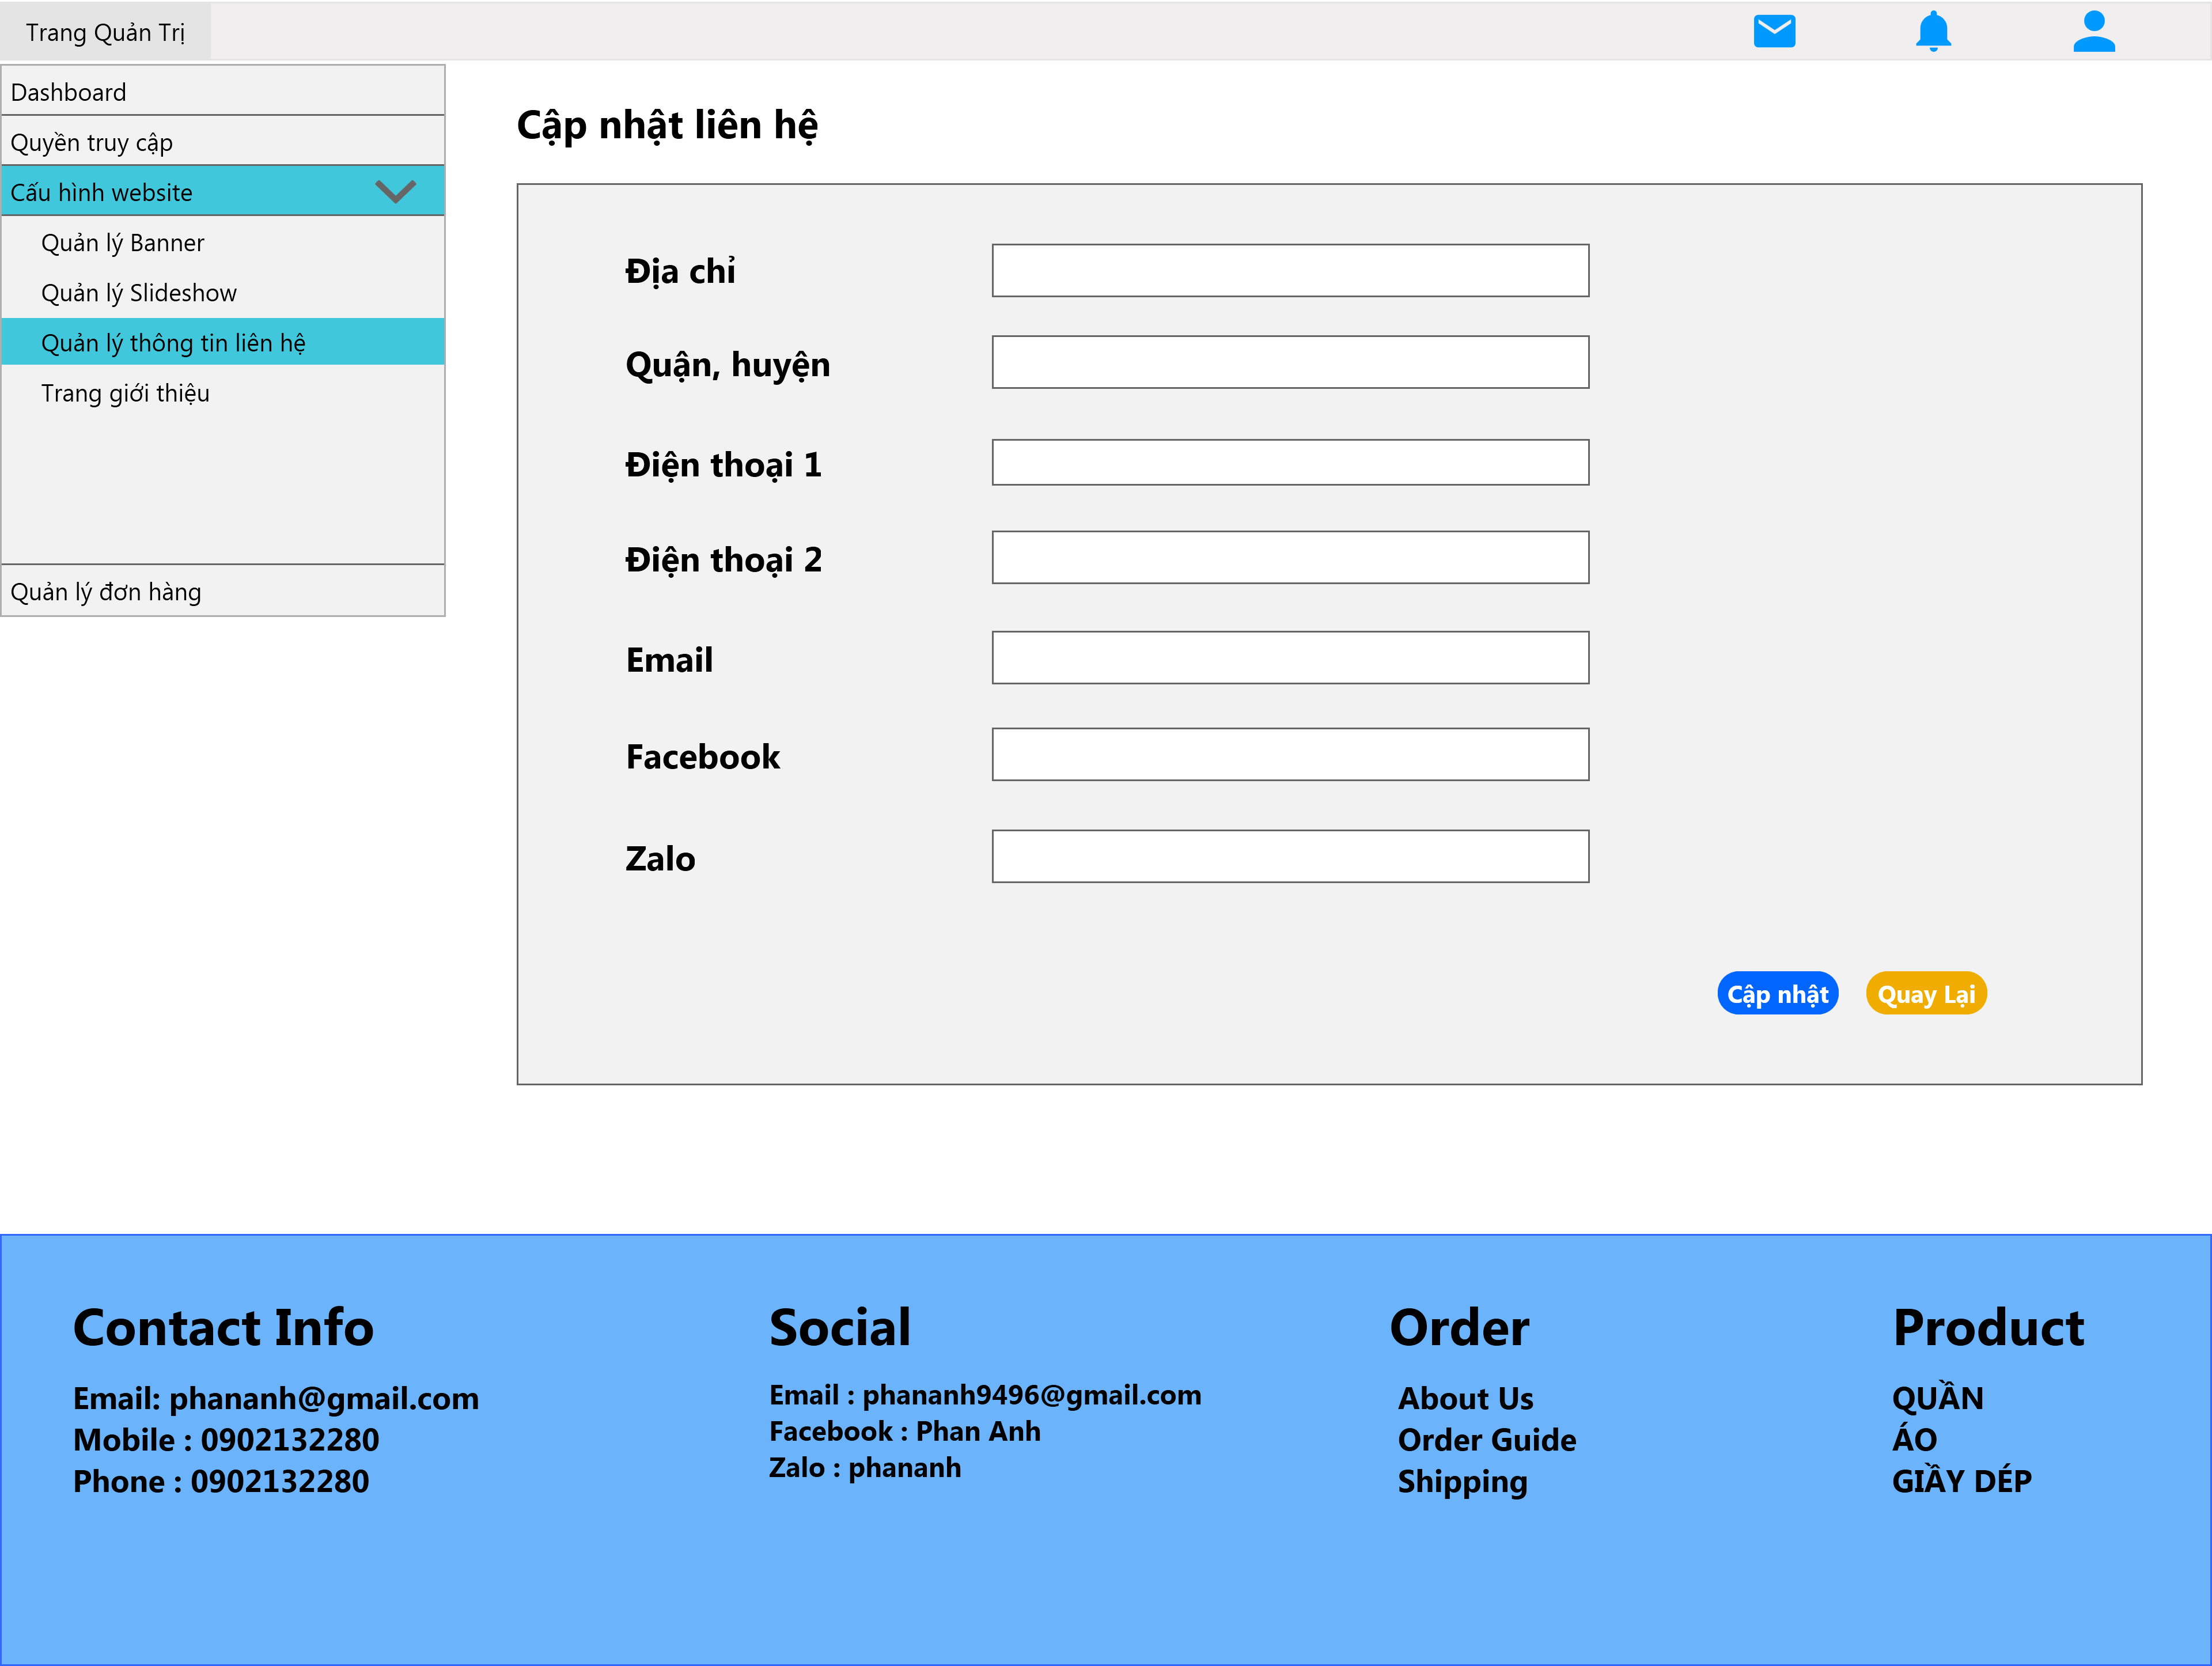 Trang Quản Trị
Dashboard
Quyền truy cập
Cấu hình website
Quản lý Banner
Quản lý Slideshow
Quản lý thông tin liên hệ
Trang giới thiệu
Quản lý đơn hàng
Cập nhật liên hệ
Địa chỉ
Quận, huyện
Điện thoại 1
Điện thoại 2
Email
Facebook
Zalo
Cập nhật
Quay Lại
Contact Info
Email: phananh@gmail.com
Mobile : 0902132280
Phone : 0902132280
Social
Email : phananh9496@gmail.com
Facebook : Phan Anh
Zalo : phananh
Order
About Us
Order Guide
Shipping
Product
QUẦN
ÁO
GIẦY DÉP